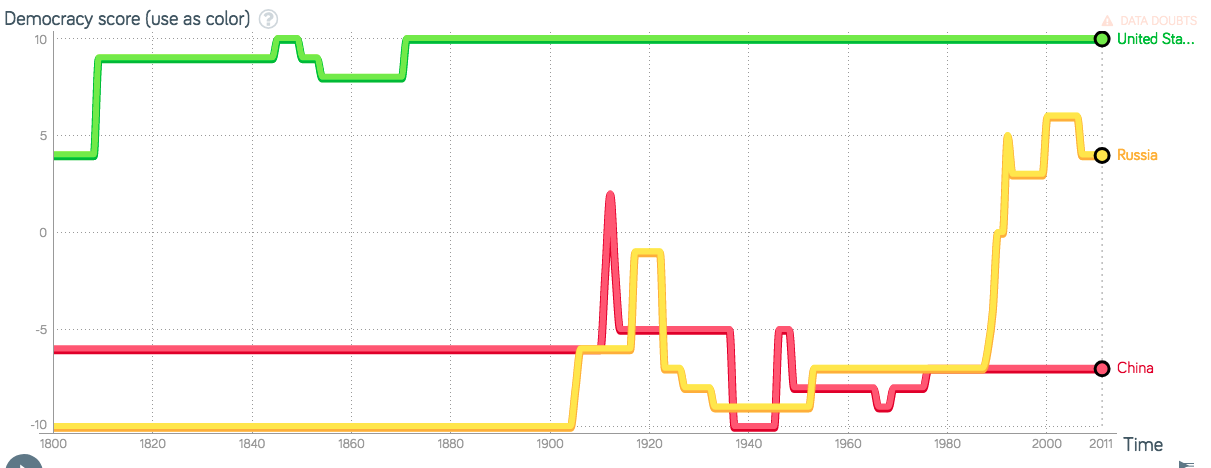 Democracy score (use as color) ?
DATA DOUBTS
10
United Sta...
5
Russia
0
-5
China
-10
1800 1820 1840 1860 1880 1900 1920 1940 1960 1980 2000 2011 Time